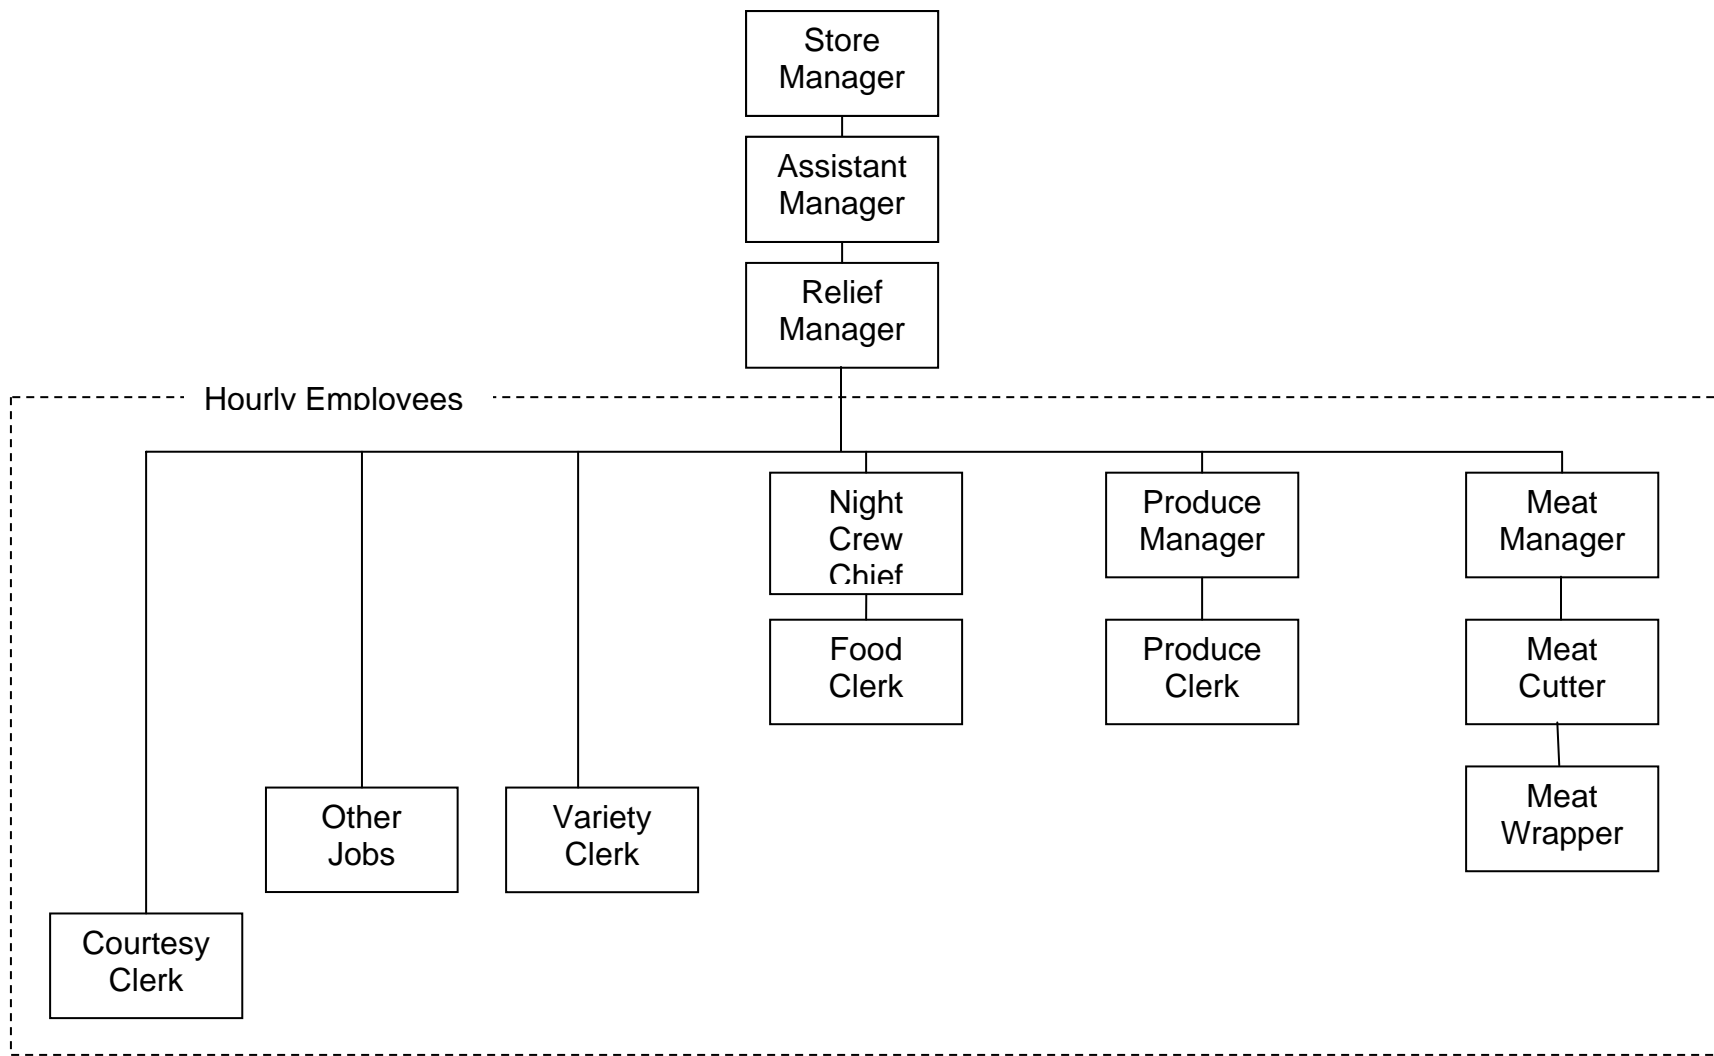 Store
Manager
Assistant
Manager
Relief
Manager
Hourly Employees
Night
Crew
Chief
Produce
Manager
Meat
Manager
Food
Clerk
Produce
Clerk
Meat
Cutter
Other
Jobs
Variety
Clerk
Meat
Wrapper
Courtesy
Clerk